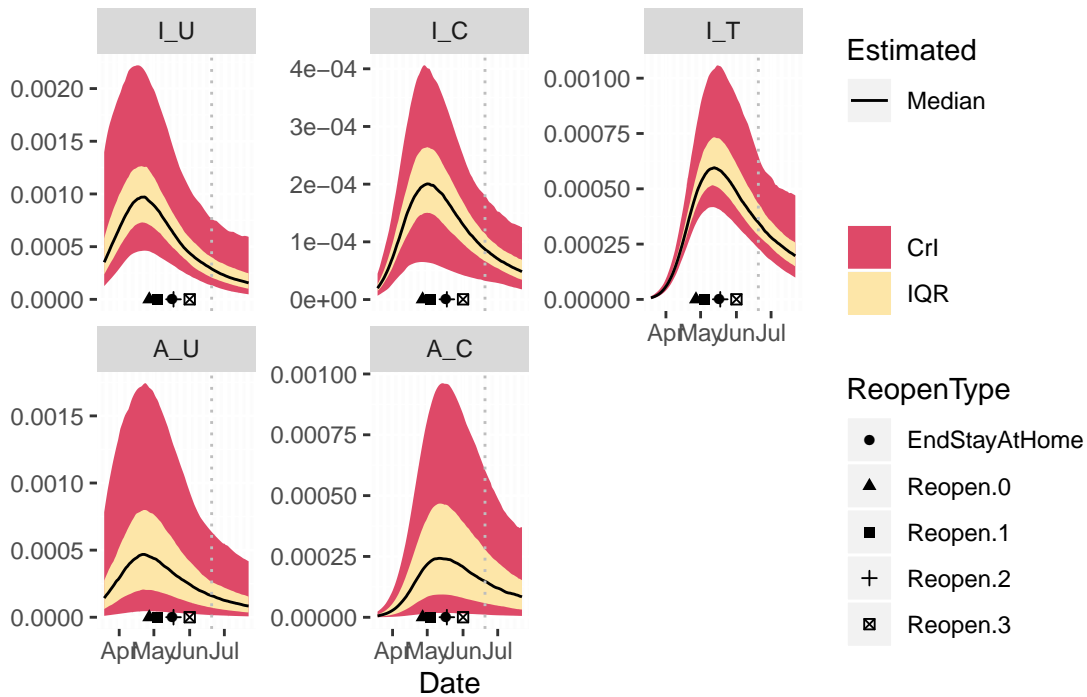 I_U
I_C
I_T
0.0020
0.0015
0.0010
0.0005
0.0000
4e−04
3e−04
2e−04
1e−04
0e+00
0.00100
0.00075
0.00050
0.00025
0.00000
Apr May Jun Jul
A_U
A_C
0.0015
0.0010
0.0005
0.0000
0.00100
0.00075
0.00050
0.00025
0.00000
Apr May Jun Jul
Apr May Jun Jul
Date
Estimated
Median
CrI
IQR
ReopenType
EndStayAtHome
Reopen.0
Reopen.1
Reopen.2
Reopen.3